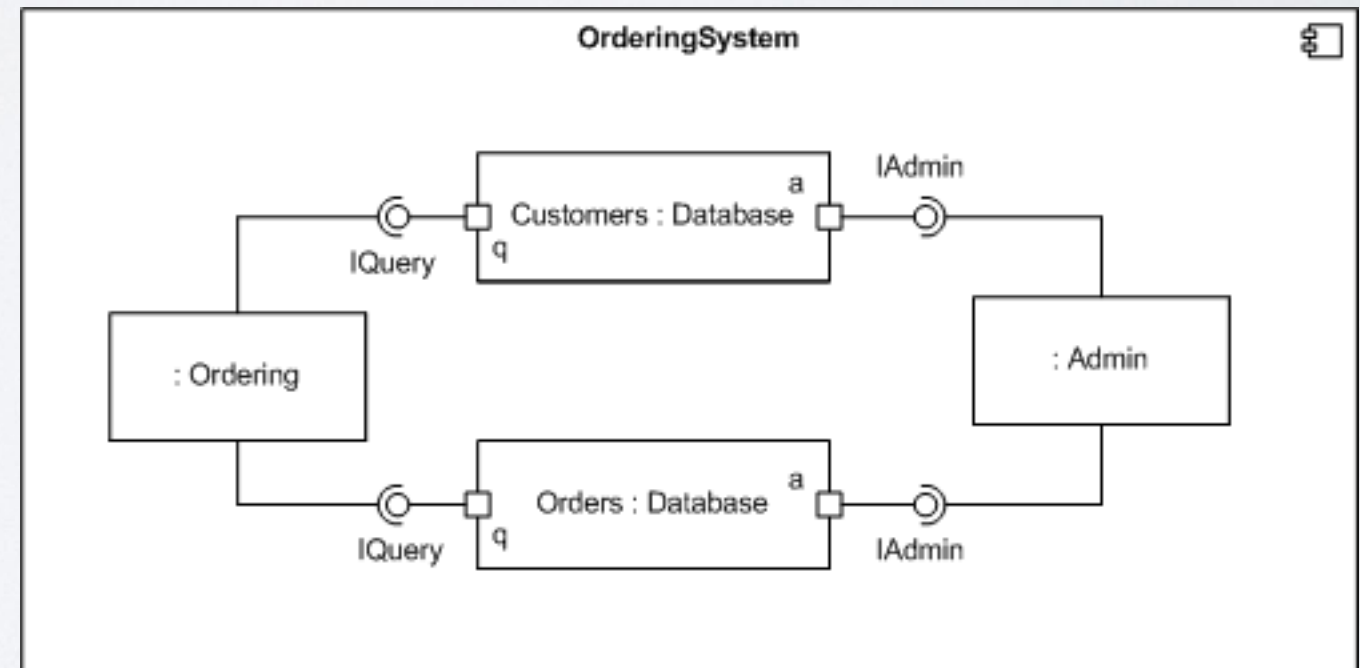 OrderingSystem
IAdmin
a
Customers : Database
q
IQuery
: Ordering
: Admin
a
Orders : Database
q
IQuery
IAdmin